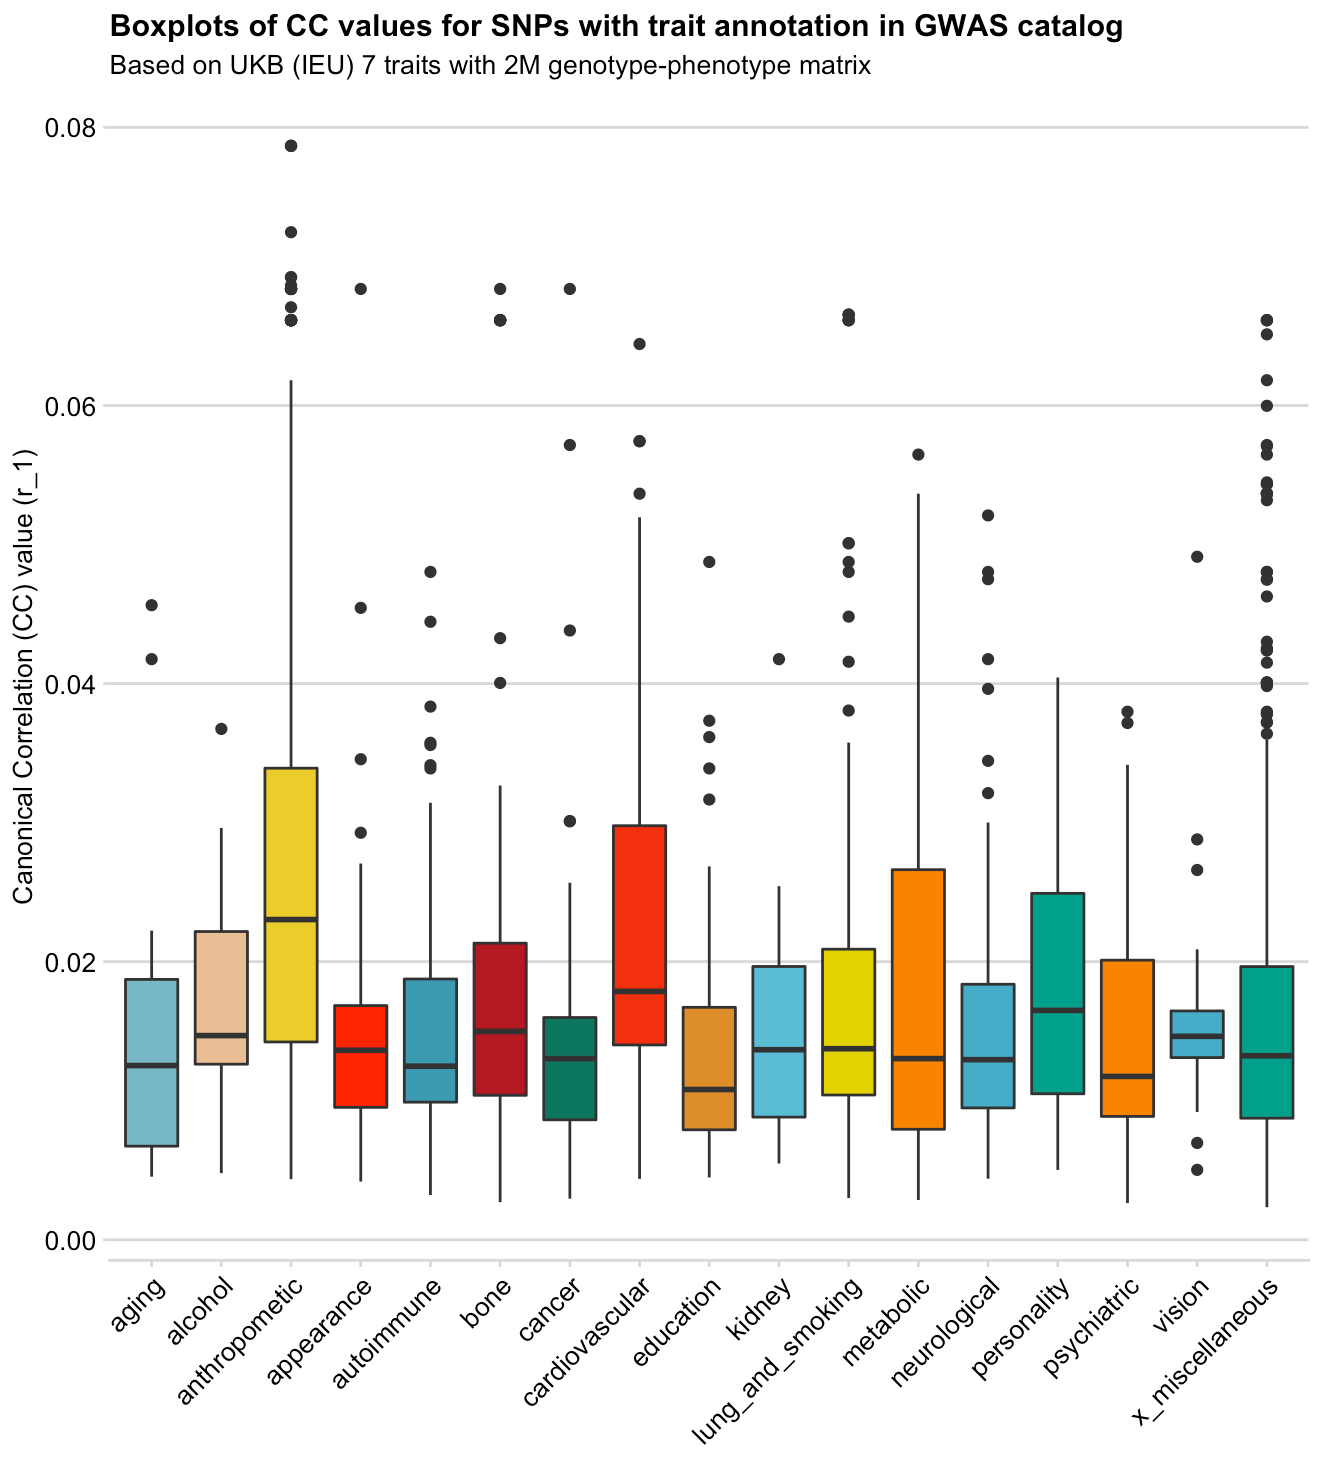 Boxplots of CC values for SNPs with trait annotation in GWAS catalog
Based on UKB (IEU) 7 traits with 2M genotype-phenotype matrix
Canonical Correlation (CC) value (r_1)
0.08
0.06
0.04
0.02
0.00
aging
alcohol
anthropometic
appearance
autoimmune
bone
cancer
cardiovascular
education
kidney
lung_and_smoking
metabolic
neurological
personality
psychiatric
vision
x_miscellaneous